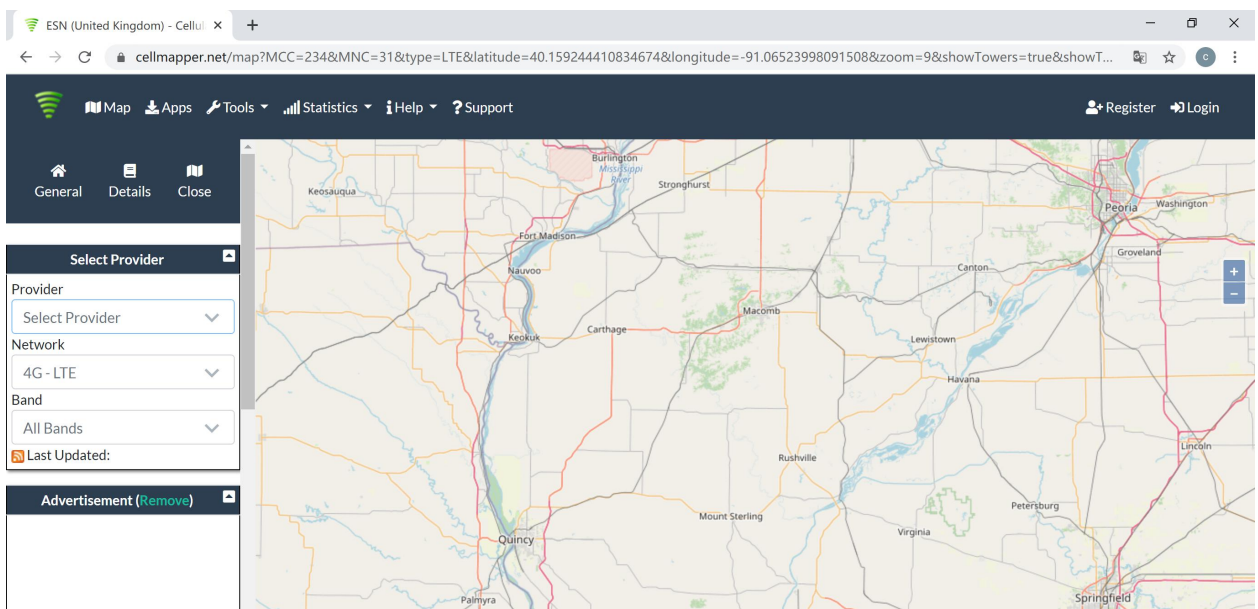 ESN (United Kingdom) - Cellul
cellmapper.net/map?MCC=234&MNC=31&type=LTE&latitude=40.159244410834674&longitude=-91.06523998091508&zoom=9&showTowers=true&showT...
C
Map Apps Tools Statistics Help ? Support Register Login
General Details Close
Select Provider
Provider
Select Provider
Network
4G - LTE
Band
All Bands
Last Updated:
Advertisement (Remove)
Burlington
Mississippi
River
Stronghurst
Keosauqua
Peoria
Washington
Fort Madison
Groveland
Nauvoo
Canton
+
−
Macomb
Carthage
Keokuk
Lewistown
Havana
Lincoln
Rushville
Petersburg
Mount Sterling
Virginia
Quincy
Palmyra
Springfield